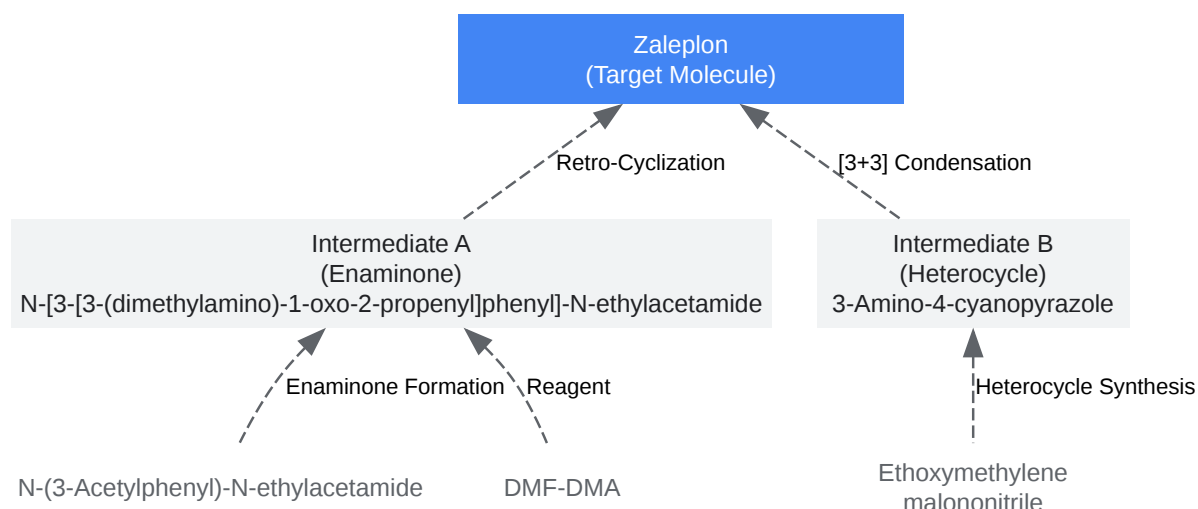 Zaleplon
(Target Molecule)
Retro-Cyclization
[3+3] Condensation
Intermediate A
(Enaminone)
N-[3-[3-(dimethylamino)-1-oxo-2-propenyl]phenyl]-N-ethylacetamide
Intermediate B
(Heterocycle)
3-Amino-4-cyanopyrazole
Enaminone Formation
Reagent
Heterocycle Synthesis
N-(3-Acetylphenyl)-N-ethylacetamide
DMF-DMA
Ethoxymethylene
malononitrile